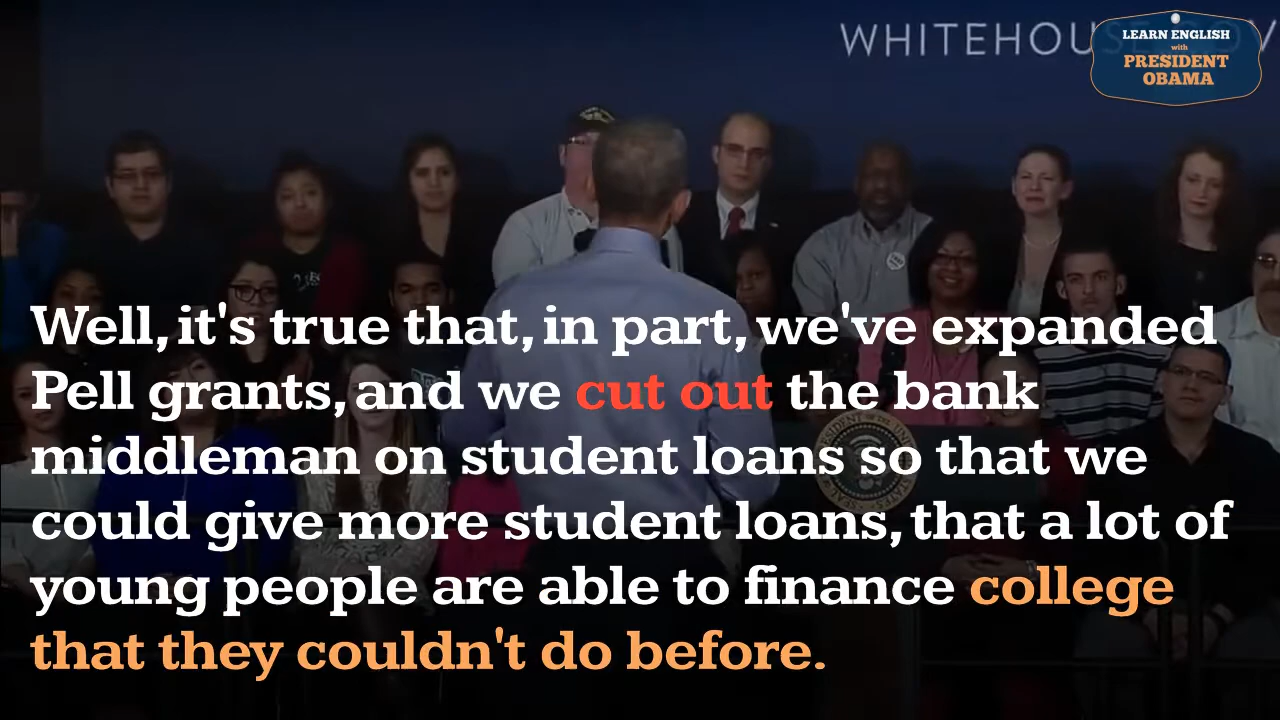 WHITEHOU
LEARN ENGLISH
with
PRESIDENT
OBAMA
Well, it's true that, in part, we've expanded
Pell grants, and we cut out the bank
middleman on student loans so that we
could give more student loans, that a lot of
young people are able to finance college
that they couldn't do before.